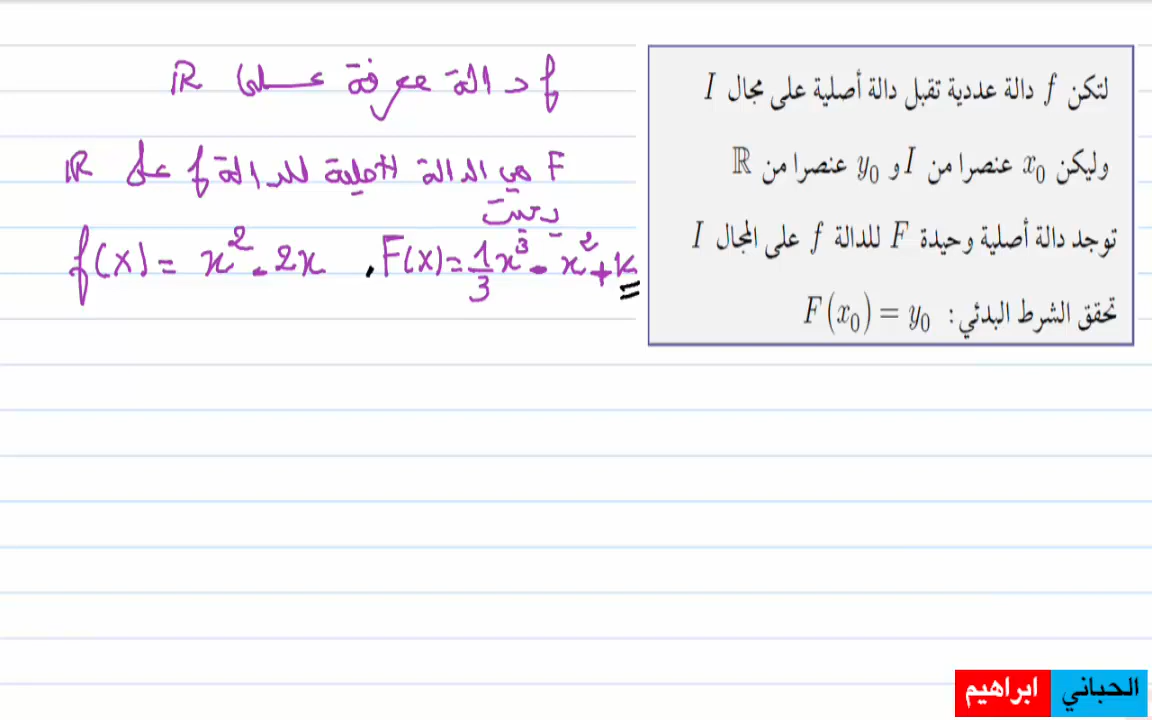 لتكن f دالة عددية تقبل دالة أصلية على مجال I
وليكن x₀ عنصرا من I و y₀ عنصرا من ℝ
توجد دالة أصلية وحيدة F للدالة f على المجال I
تحقق الشرط البدئي: F(x₀) = y₀
f دالة معرفة على ℝ
F هي الدالة الأصلية للدالة f على ℝ
بحيث
f(x) = x² - 2x , F(x) = 1/3 x³ - x² + k
الحباني ابراهيم